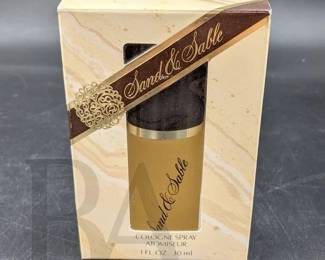 Sand & Sable
Sand & Sable
COLOGNE SPRAY
ATOMISEUR
1 FL OZ 30 ml